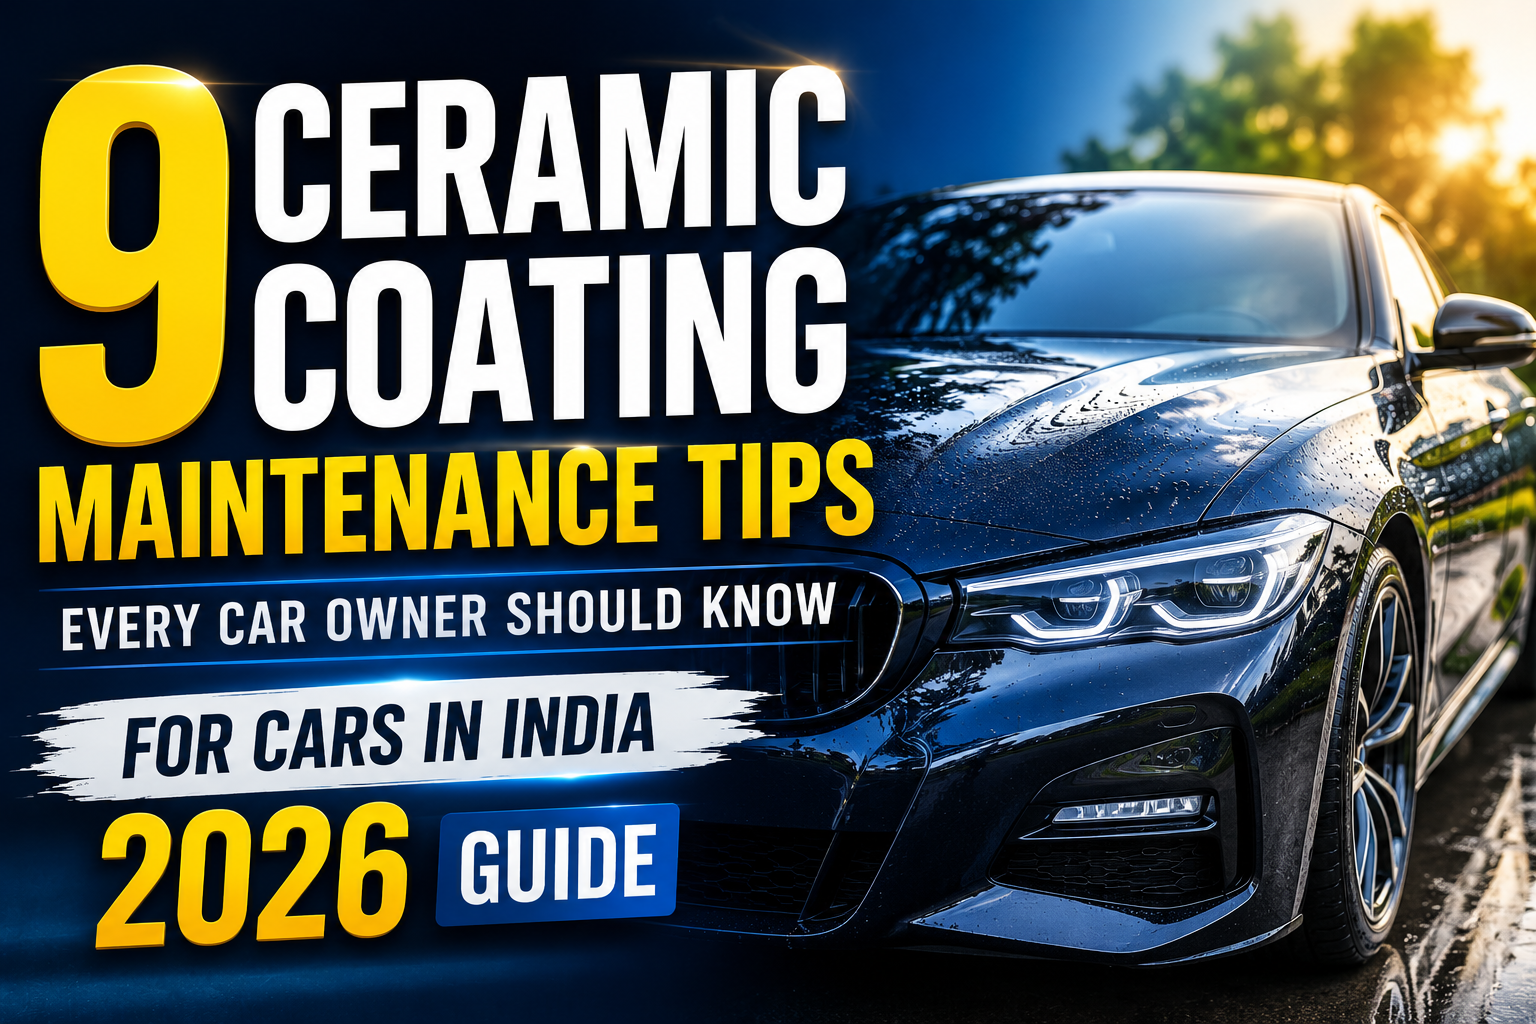 9 CERAMIC
COATING
MAINTENANCE TIPS
EVERY CAR OWNER SHOULD KNOW
FOR CARS IN INDIA
2026 GUIDE